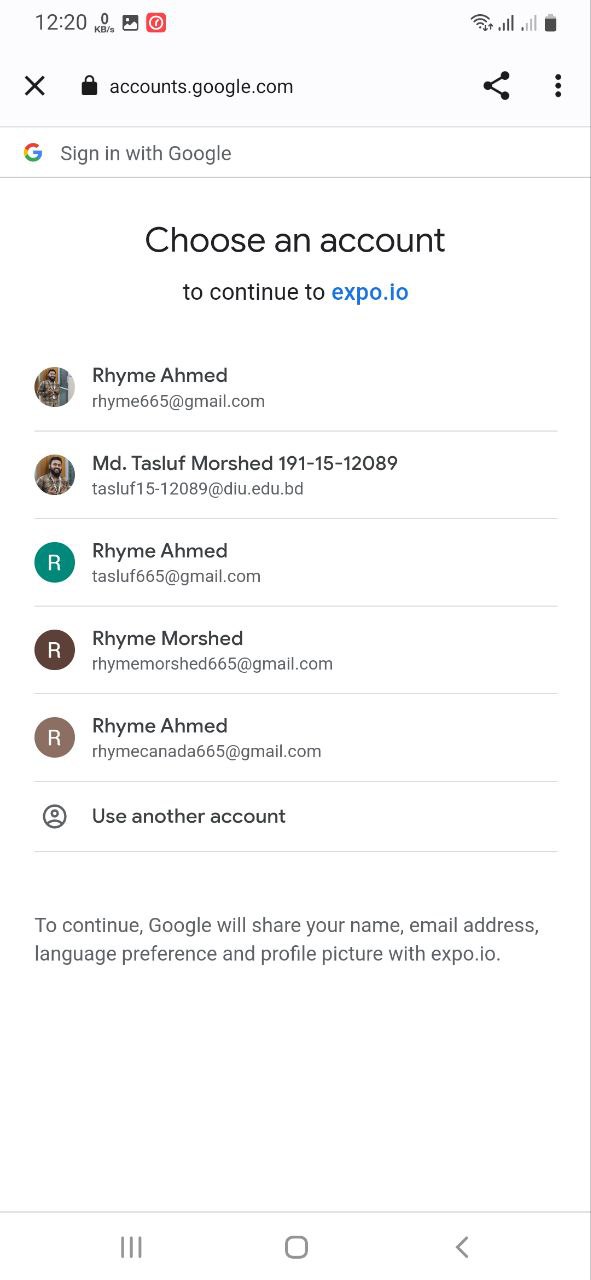 12:20 0 KB/s
accounts.google.com
G Sign in with Google
Choose an account
to continue to expo.io
Rhyme Ahmed
rhyme665@gmail.com
Md. Tasluf Morshed 191-15-12089
tasluf15-12089@diu.edu.bd
R Rhyme Ahmed
tasluf665@gmail.com
R Rhyme Morshed
rhymemorshed665@gmail.com
R Rhyme Ahmed
rhymecanada665@gmail.com
Use another account
To continue, Google will share your name, email address,
language preference and profile picture with expo.io.